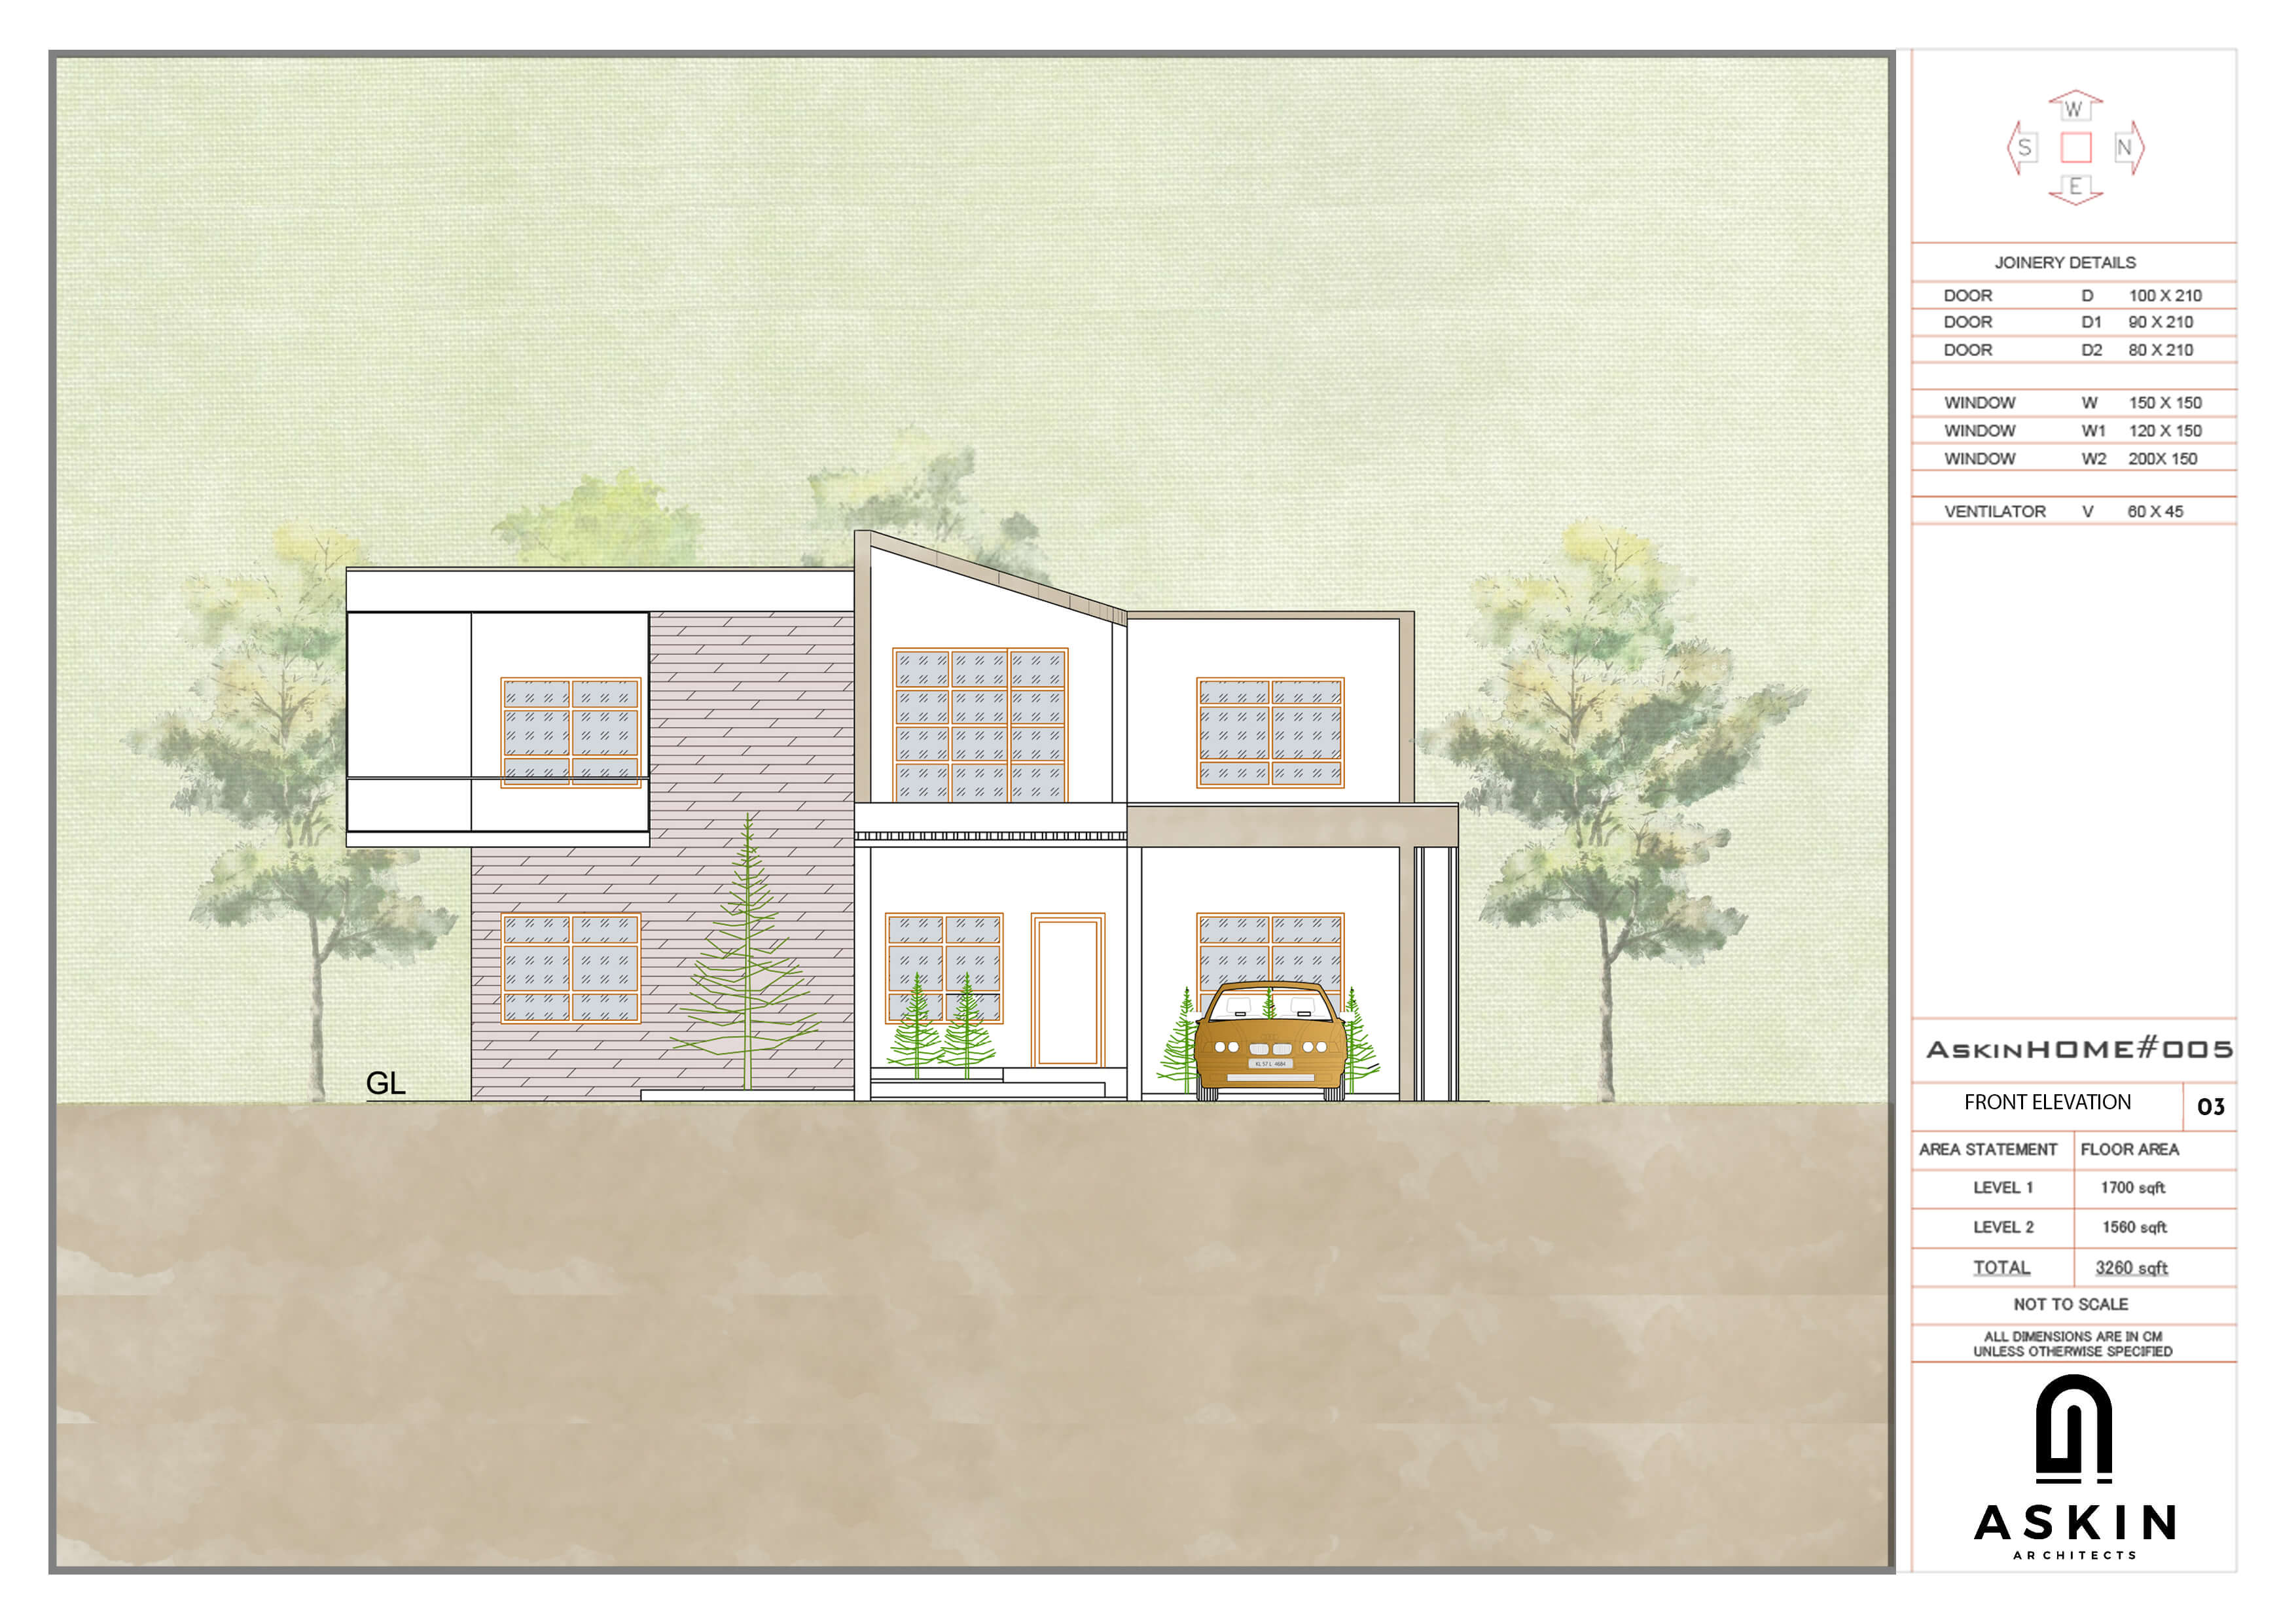 W
S N
E
JOINERY DETAILS
DOOR D 100 X 210
DOOR D1 90 X 210
DOOR D2 80 X 210
WINDOW W 150 X 150
WINDOW W1 120 X 150
WINDOW W2 200X 150
VENTILATOR V 60 X 45
GL
KL 57 L 4684
ASKINHOME#005
FRONT ELEVATION 03
AREA STATEMENT FLOOR AREA
LEVEL 1 1700 sqft
LEVEL 2 1560 sqft
TOTAL 3260 sqft
NOT TO SCALE
ALL DIMENSIONS ARE IN CM
UNLESS OTHERWISE SPECIFIED
ASKIN
ARCHITECTS